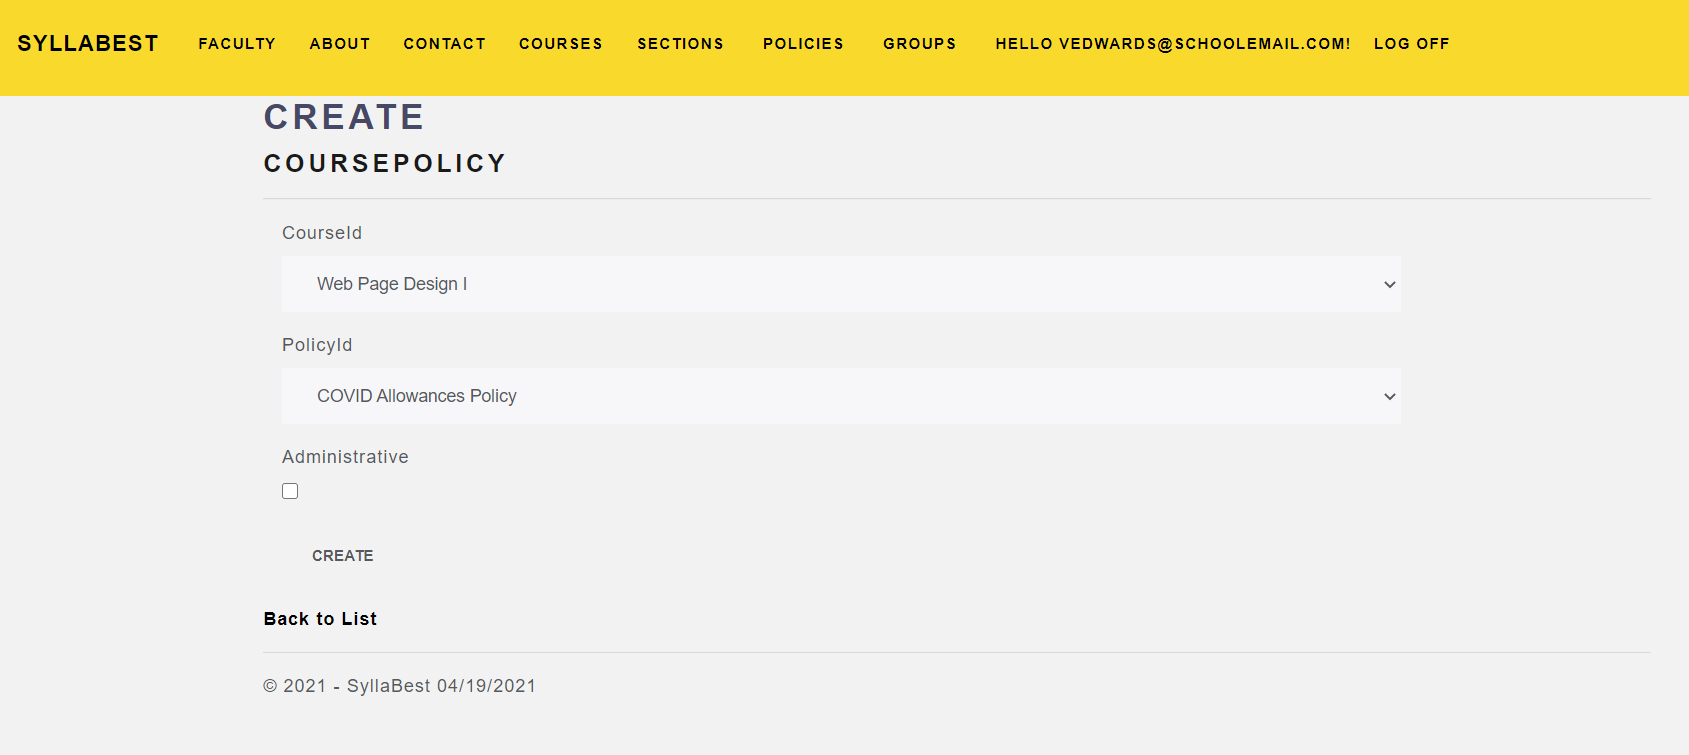 SYLLABEST FACULTY ABOUT CONTACT COURSES SECTIONS POLICIES GROUPS HELLO VEDWARDS@SCHOOLEMAIL.COM! LOG OFF
CREATE
COURSEPOLICY
CourseId
Web Page Design I
PolicyId
COVID Allowances Policy
Administrative
CREATE
Back to List
© 2021 - SyllaBest 04/19/2021